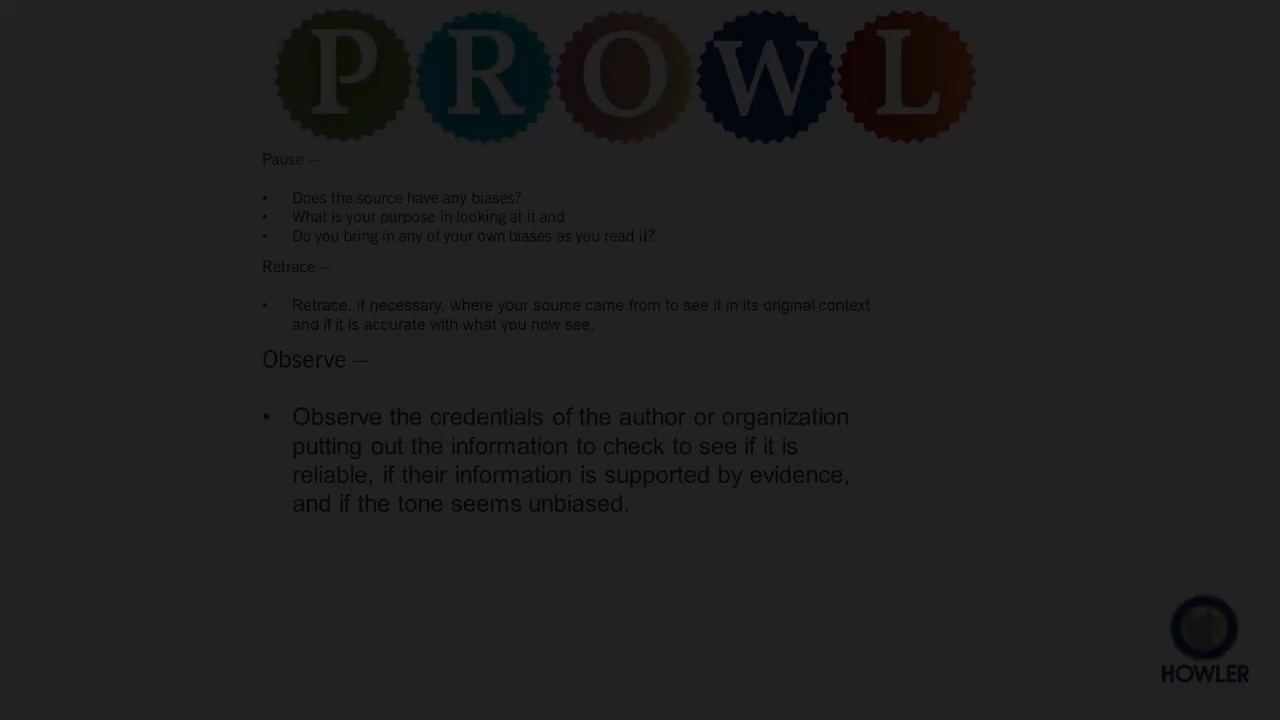 PROWL
Pause –
• Does the source have any biases?
• What is your purpose in looking at it and
• Do you bring in any of your own biases as you read it?
Retrace –
• Retrace, if necessary, where your source came from to see it in its original context
and if it is accurate with what you now see.
Observe –
• Observe the credentials of the author or organization
putting out the information to check to see if it is
reliable, if their information is supported by evidence,
and if the tone seems unbiased.
HOWLER